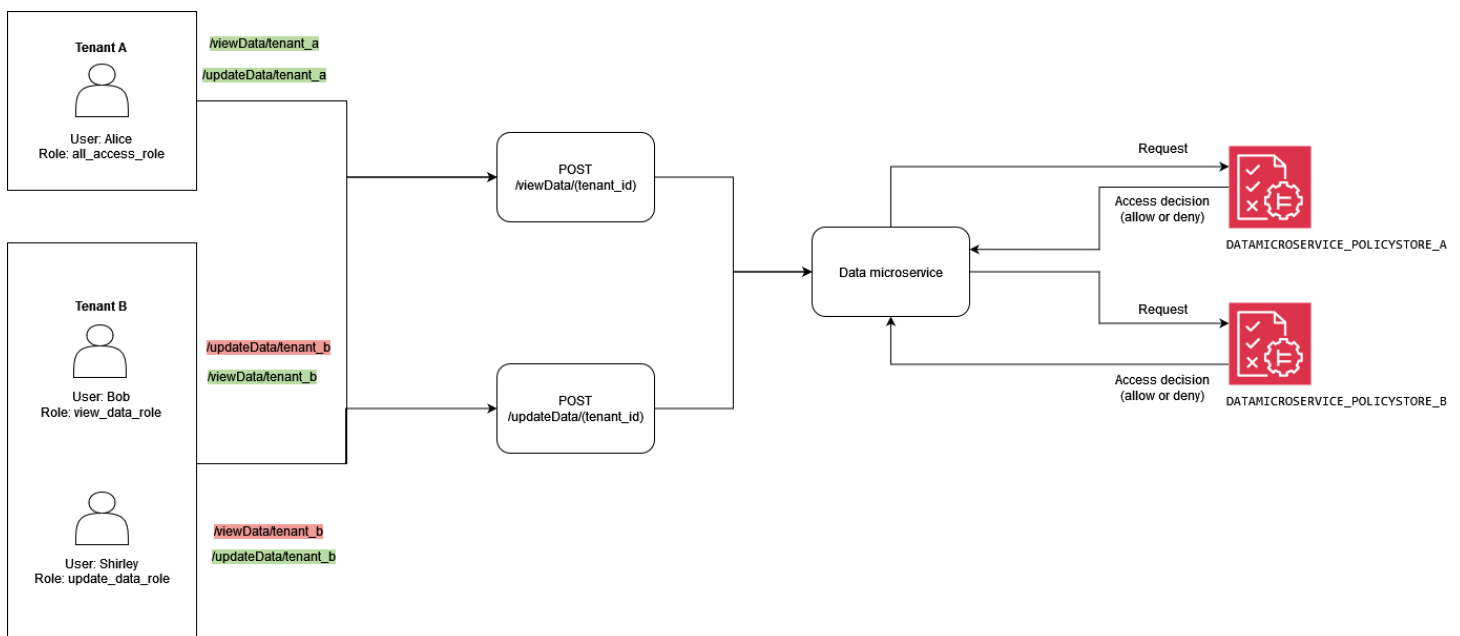 Tenant A
User: Alice
Role: all_access_role
/viewData/tenant_a
/updateData/tenant_a
Tenant B
User: Bob
Role: view_data_role
/updateData/tenant_b
/viewData/tenant_b
User: Shirley
Role: update_data_role
/viewData/tenant_b
/updateData/tenant_b
POST
/viewData/(tenant_id)
POST
/updateData/(tenant_id)
Data microservice
Request
Access decision
(allow or deny)
DATAMICROSERVICE_POLICYSTORE_A
Request
Access decision
(allow or deny)
DATAMICROSERVICE_POLICYSTORE_B